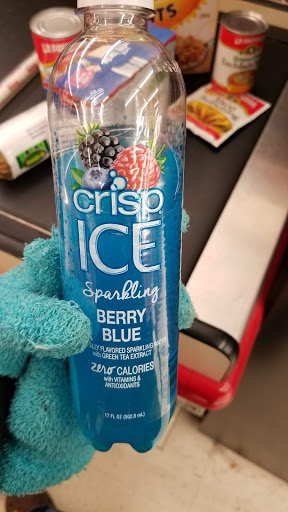 crisp
ICE
Sparkling
BERRY
BLUE
FLAVORED SPARKLING WATER
with GREEN TEA EXTRACT
zero CALORIES
with VITAMINS &
ANTIOXIDANTS
17 FL OZ (502.8 mL)